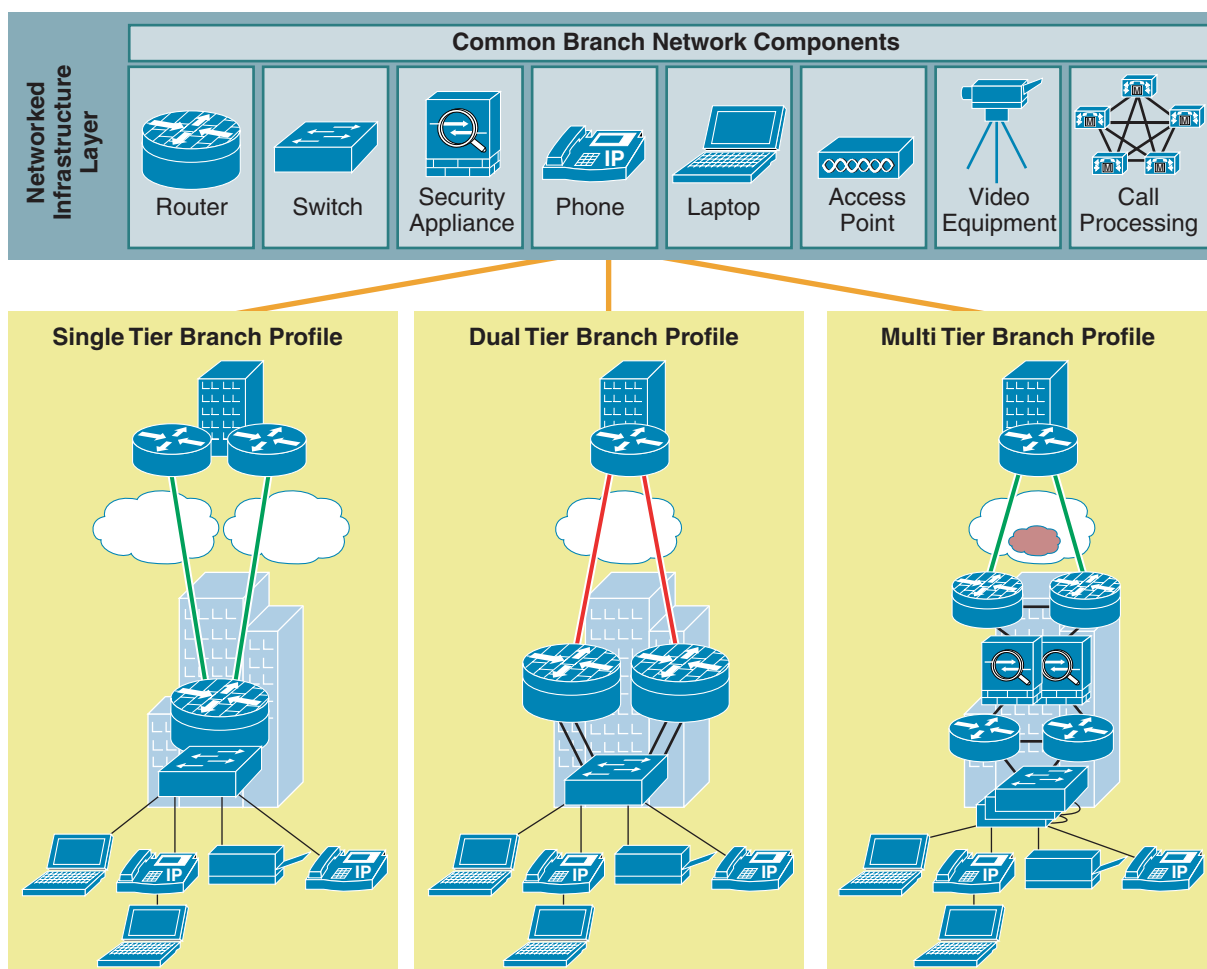 Networked
Infrastructure
Layer
Common Branch Network Components
Router
Switch
Security
Appliance
IP
Phone
Laptop
Access
Point
Video
Equipment
M
M
M
M
M
Call
Processing
Single Tier Branch Profile
IP
IP
Dual Tier Branch Profile
IP
IP
Multi Tier Branch Profile
IP
IP